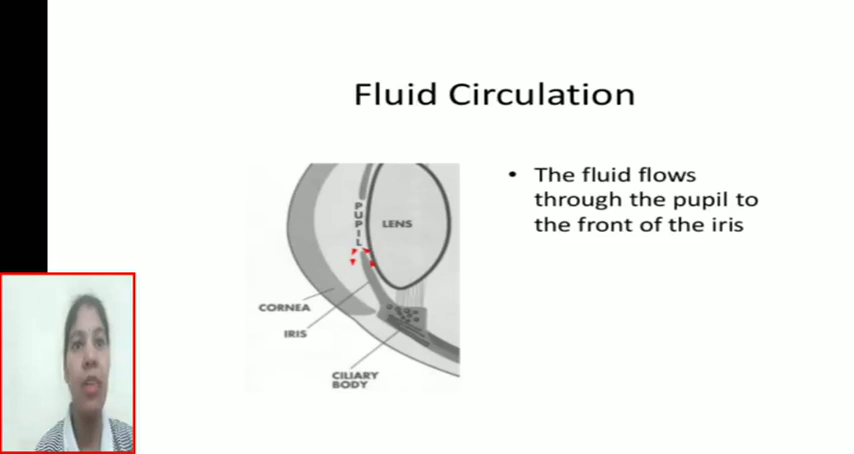 Fluid Circulation
• The fluid flows
through the pupil to
the front of the iris
PUPIL
LENS
CORNEA
IRIS
CILIARY
BODY